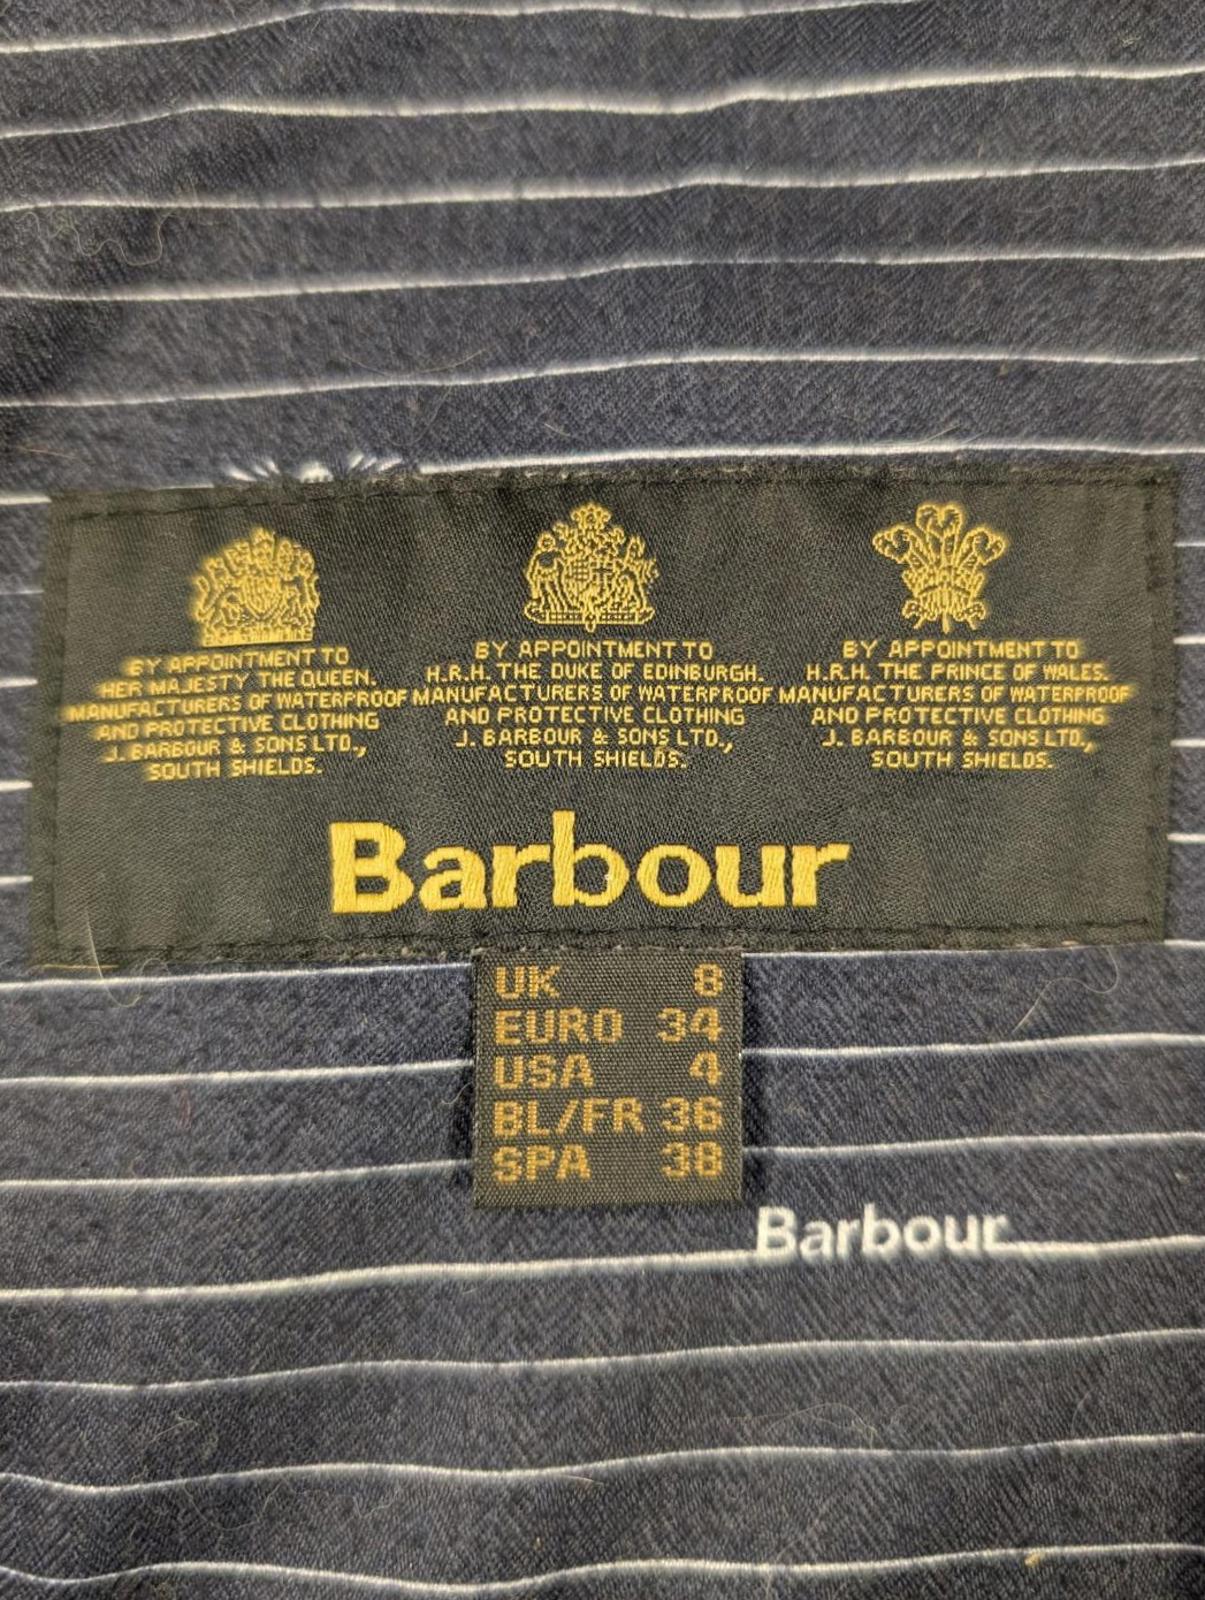 BY APPOINTMENT TO
HER MAJESTY THE QUEEN.
MANUFACTURERS OF WATERPROOF
AND PROTECTIVE CLOTHING
J. BARBOUR & SONS LTD.,
SOUTH SHIELDS.
BY APPOINTMENT TO
H.R.H. THE DUKE OF EDINBURGH.
MANUFACTURERS OF WATERPROOF
AND PROTECTIVE CLOTHING
J. BARBOUR & SONS LTD.,
SOUTH SHIELDS.
BY APPOINTMENT TO
H.R.H. THE PRINCE OF WALES.
MANUFACTURERS OF WATERPROOF
AND PROTECTIVE CLOTHING
J. BARBOUR & SONS LTD.,
SOUTH SHIELDS.
Barbour
UK 8
EURO 34
USA 4
BL/FR 36
SPA 38
Barbour